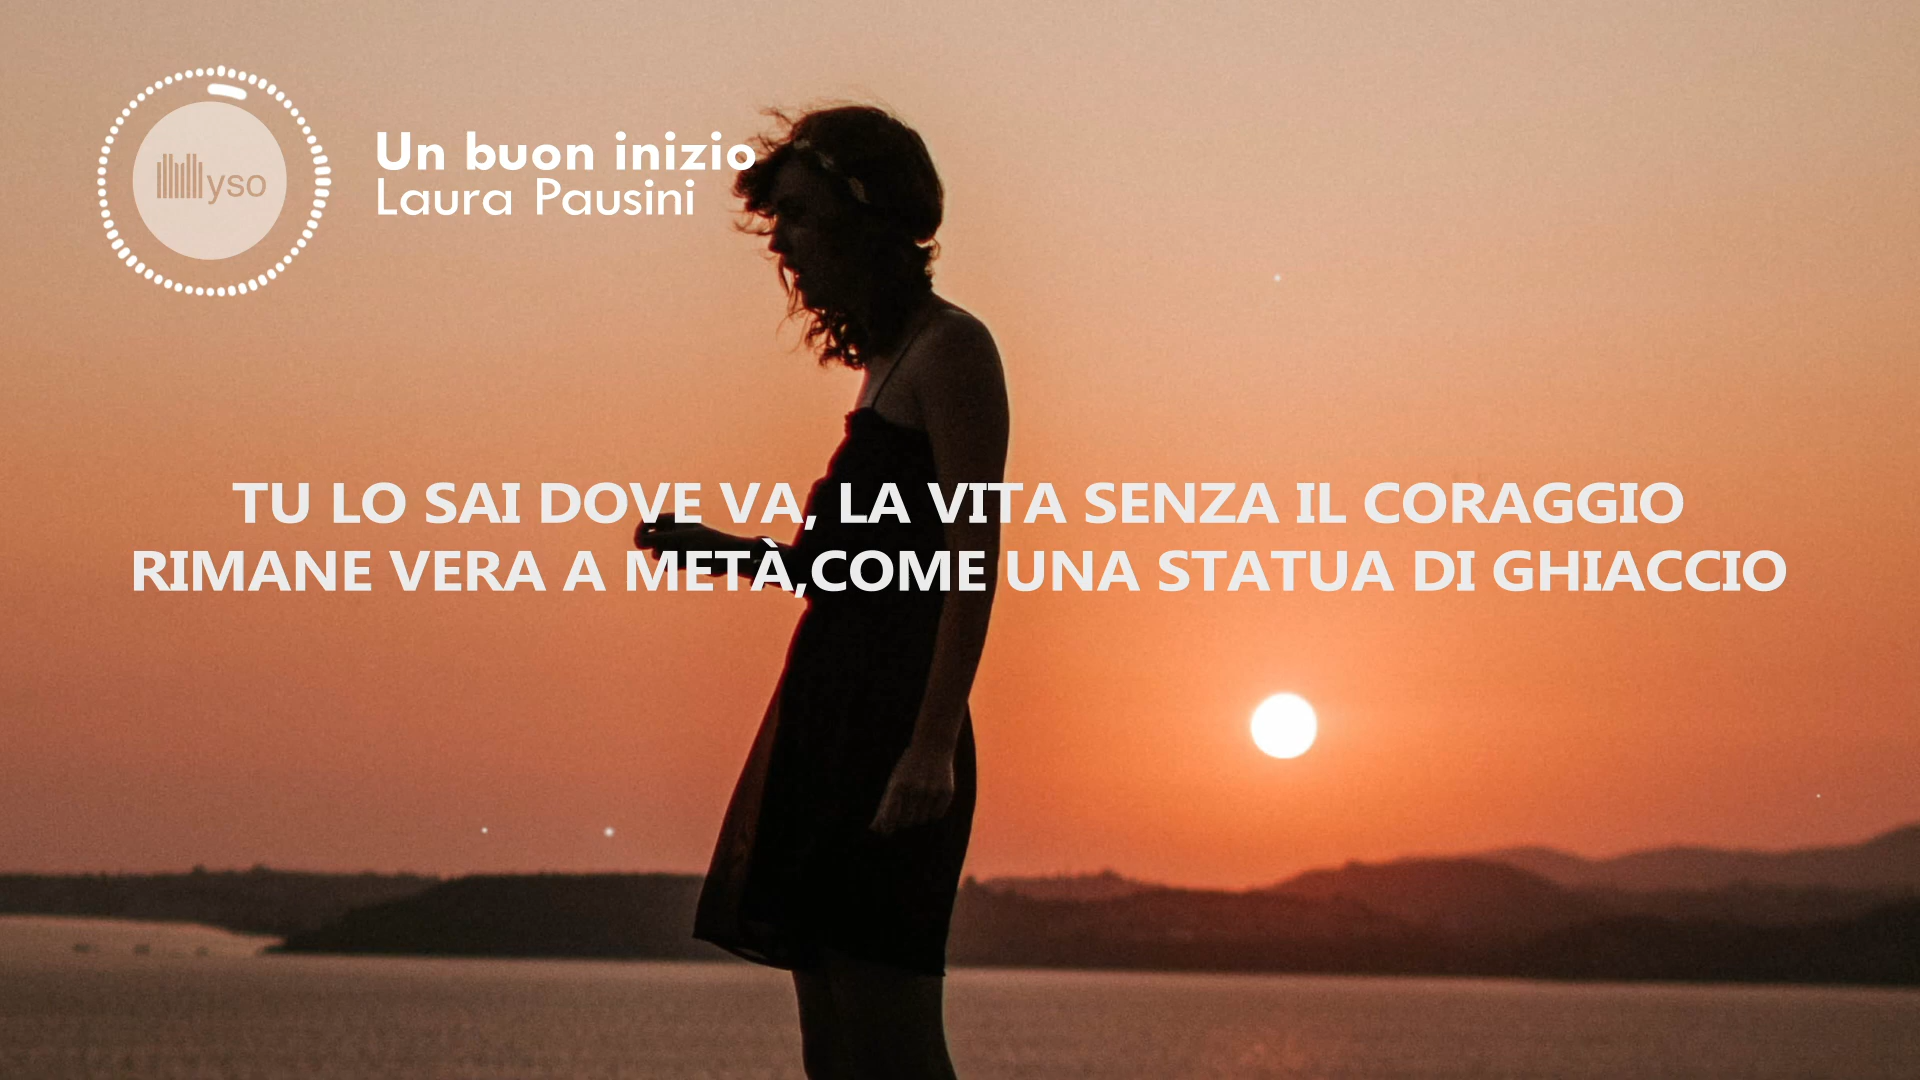 yso
Un buon inizio
Laura Pausini
TU LO SAI DOVE VA, LA VITA SENZA IL CORAGGIO
RIMANE VERA A METÀ,COME UNA STATUA DI GHIACCIO